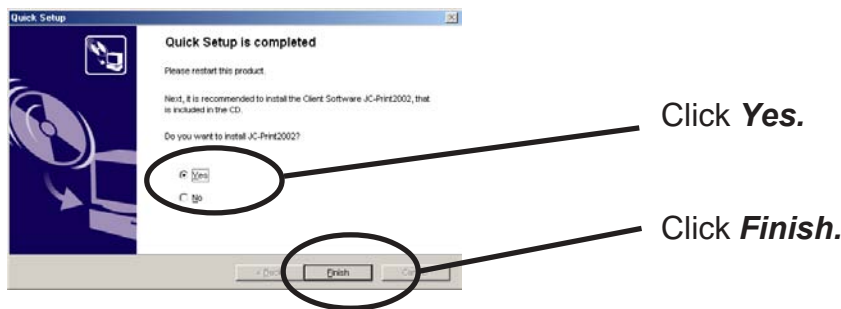 Quick Setup
Quick Setup is completed
Please restart this product.
Next, it is recommended to install the Client Software JC-Print2002, that
is included in the CD.
Do you want to install JC-Print2002?
Yes
No
Finish
Click Yes.
Click Finish.